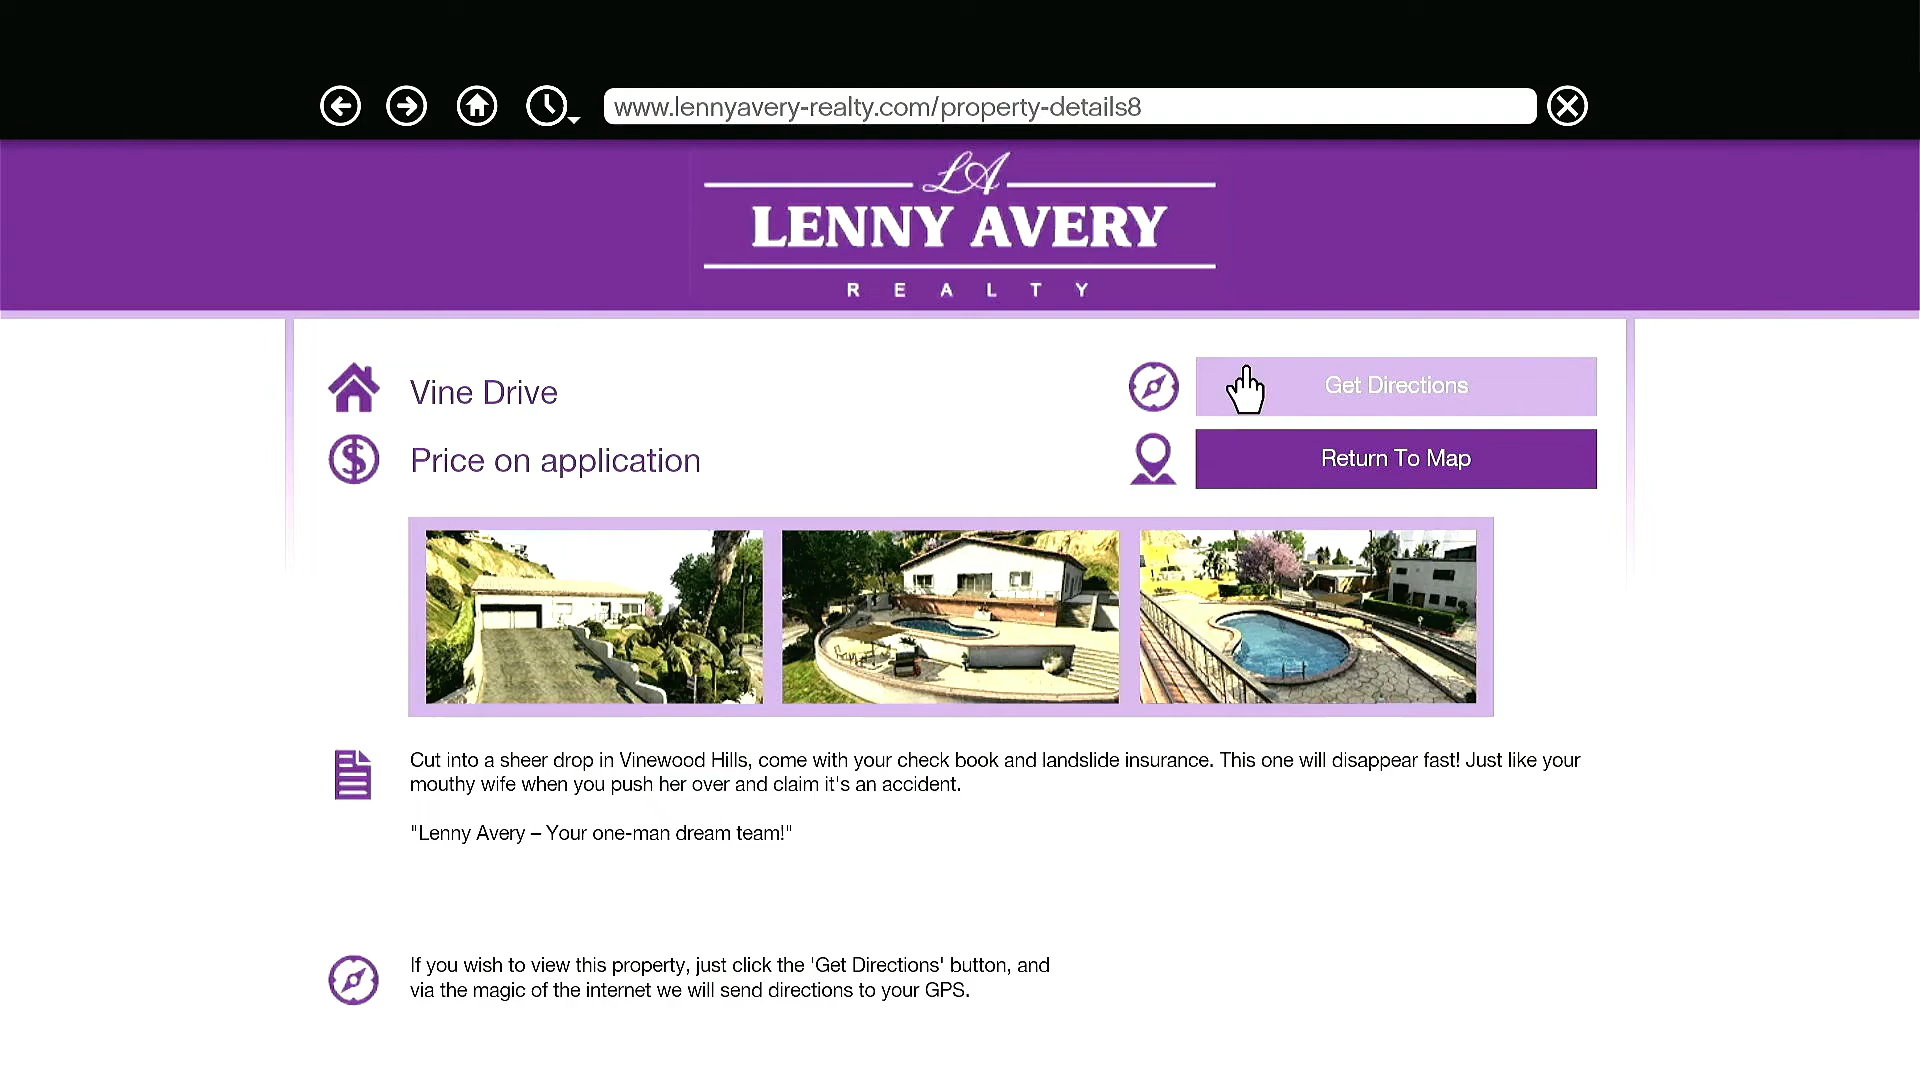 www.lennyavery-realty.com/property-details8
LA
LENNY AVERY
REALTY
Vine Drive
Get Directions
Price on application
Return To Map
Cut into a sheer drop in Vinewood Hills, come with your check book and landslide insurance. This one will disappear fast! Just like your
mouthy wife when you push her over and claim it's an accident.
"Lenny Avery – Your one-man dream team!"
If you wish to view this property, just click the 'Get Directions' button, and
via the magic of the internet we will send directions to your GPS.